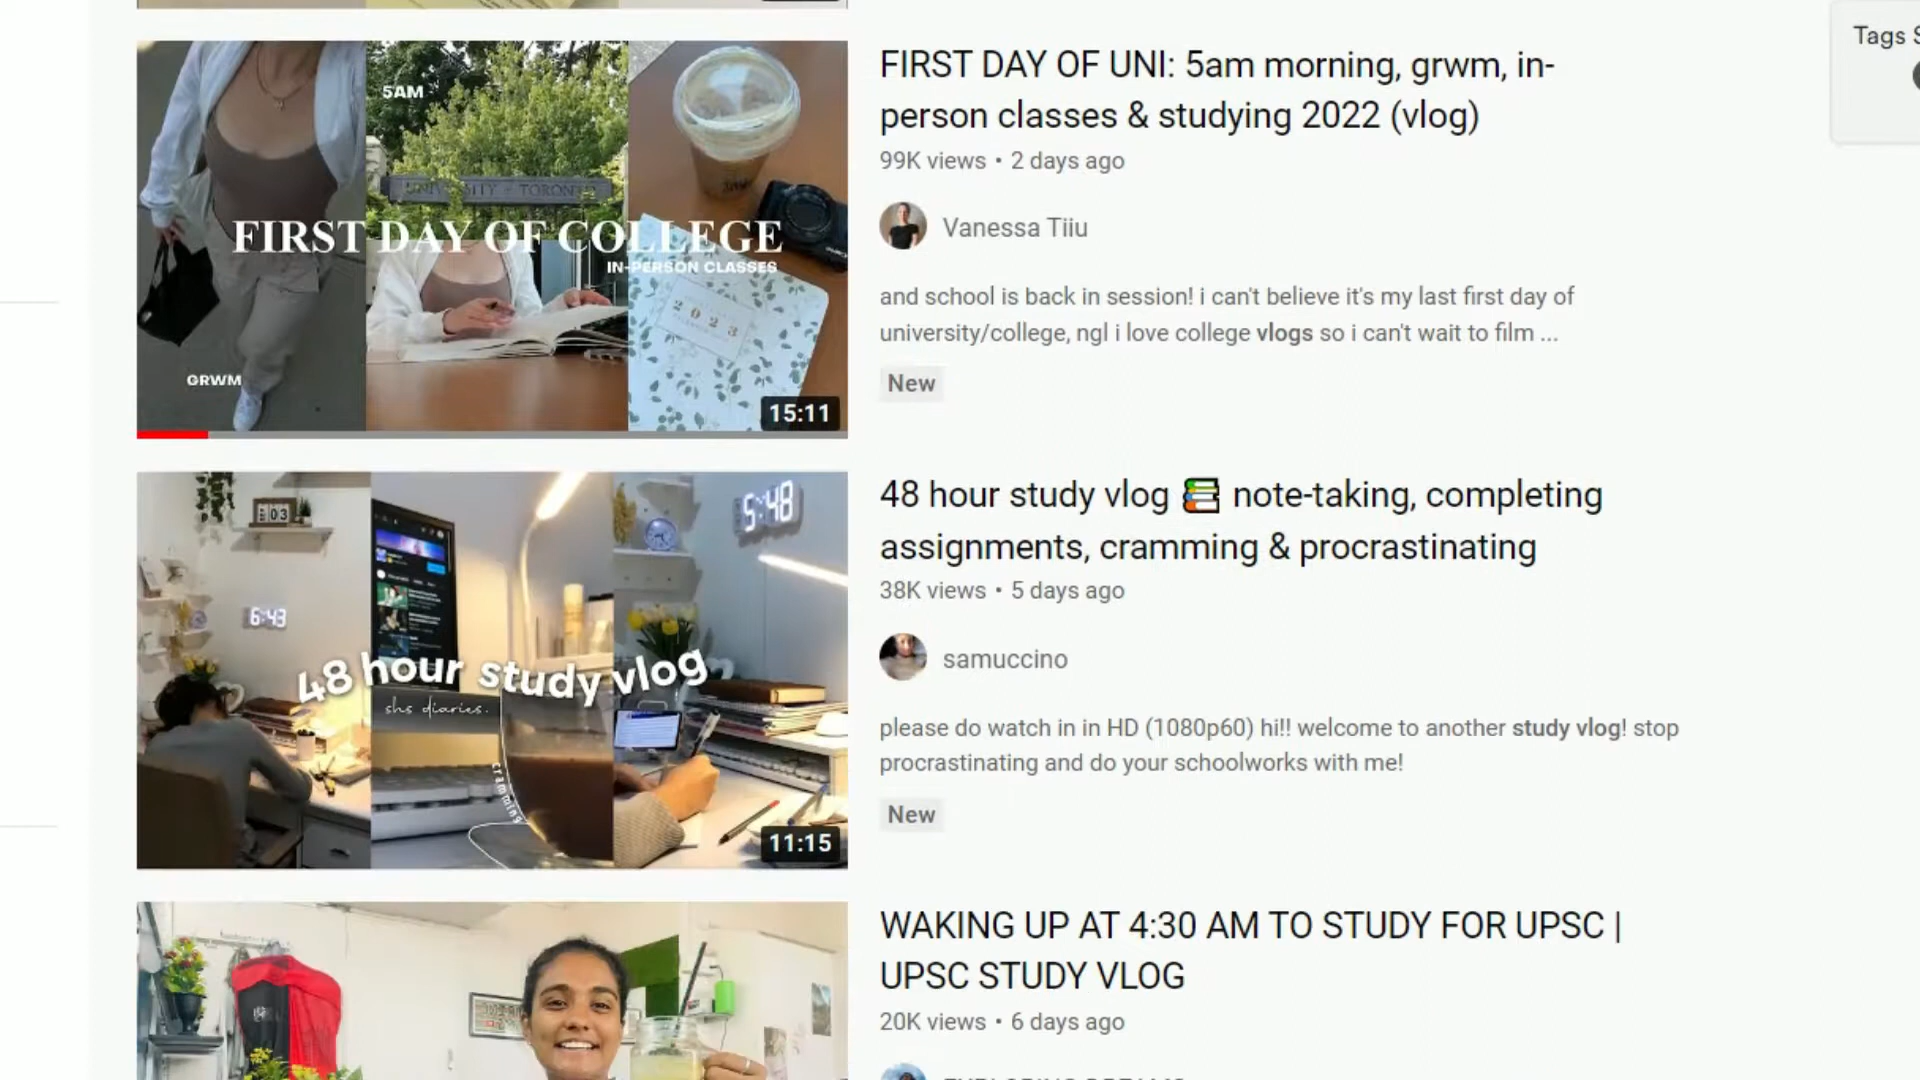 Tags S
5AM
UNIVERSITY OF TORONTO
FIRST DAY OF COLLEGE
IN-PERSON CLASSES
2023
GRWM
15:11
FIRST DAY OF UNI: 5am morning, grwm, in-
person classes & studying 2022 (vlog)
99K views • 2 days ago
Vanessa Tiiu
and school is back in session! i can't believe it's my last first day of
university/college, ngl i love college vlogs so i can't wait to film ...
New
03
6:43
5:48
48 hour study vlog
shs diaries.
cramming
11:15
48 hour study vlog 📚 note-taking, completing
assignments, cramming & procrastinating
38K views • 5 days ago
samuccino
please do watch in in HD (1080p60) hi!! welcome to another study vlog! stop
procrastinating and do your schoolworks with me!
New
WAKING UP AT 4:30 AM TO STUDY FOR UPSC |
UPSC STUDY VLOG
20K views • 6 days ago